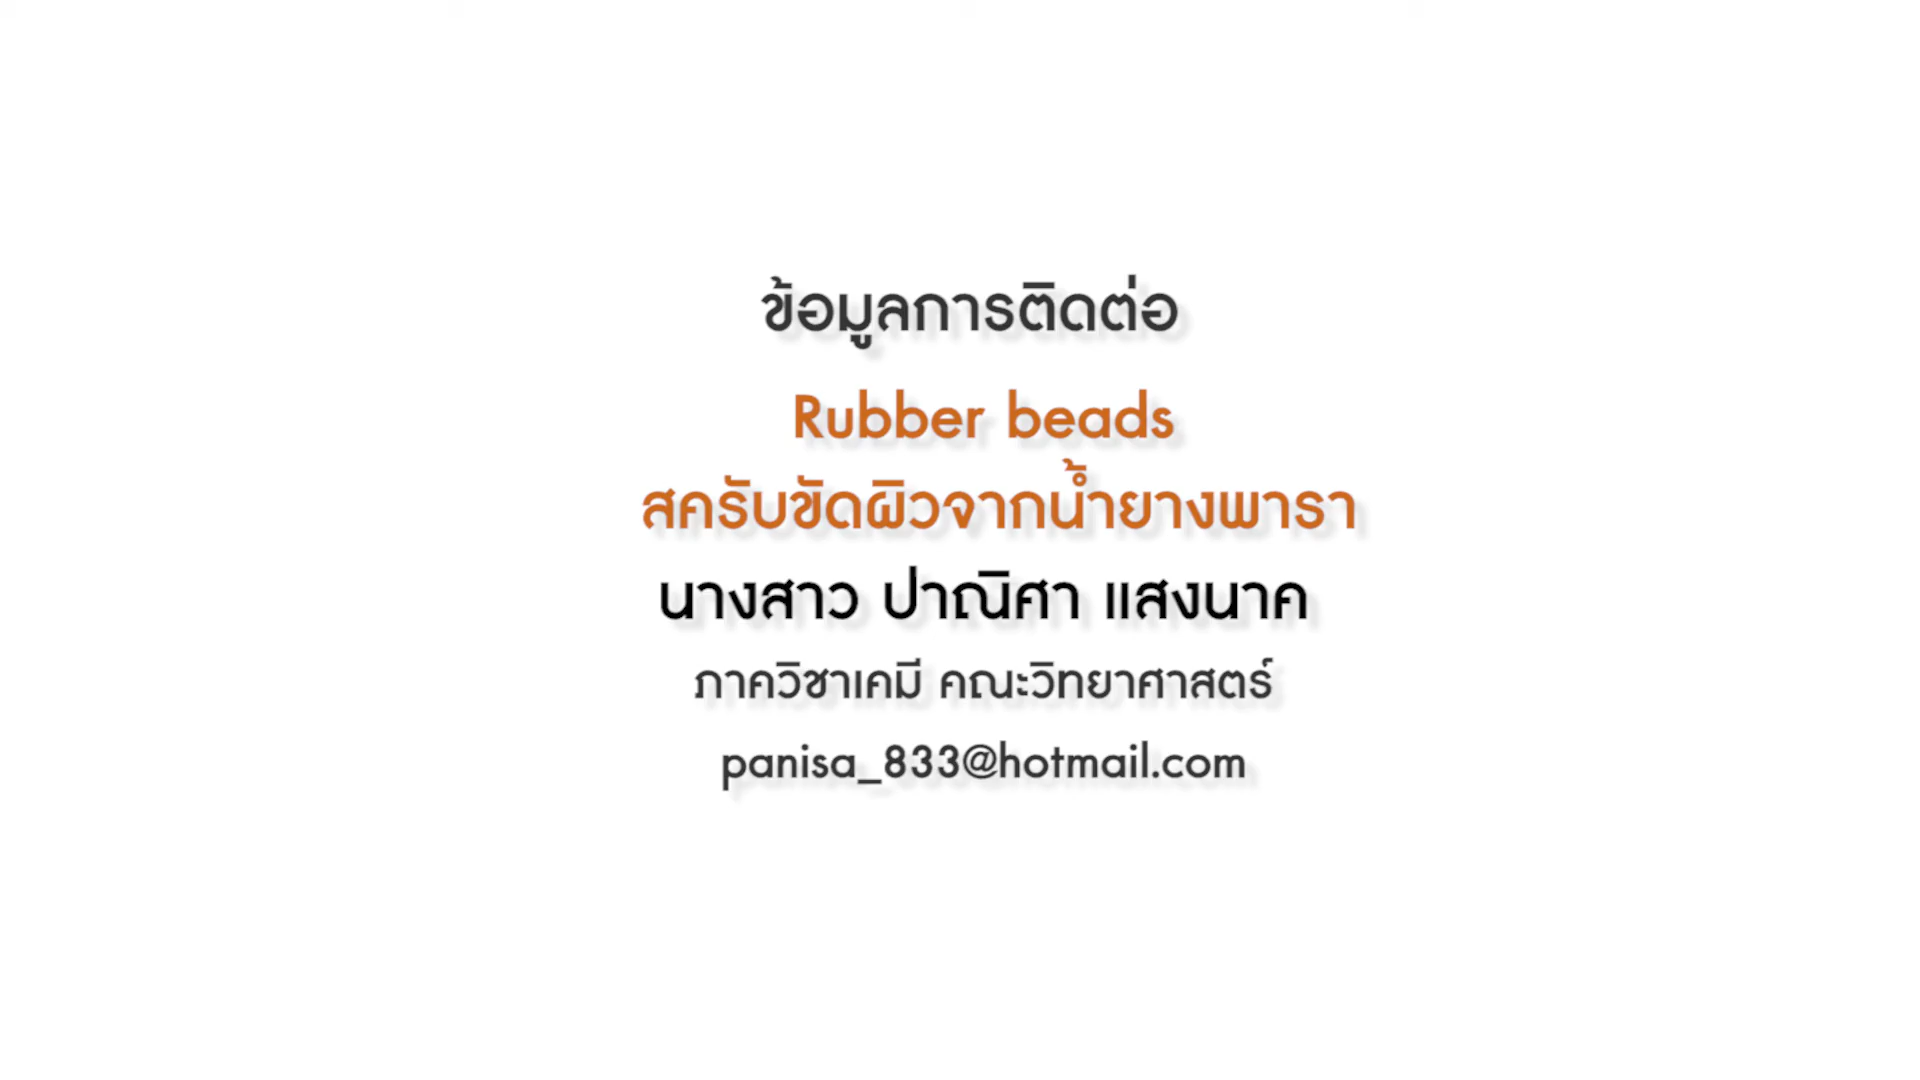 ข้อมูลการติดต่อ
Rubber beads
สครับขัดผิวจากน้ำยางพารา
นางสาว ปาณิศา แสงนาค
ภาควิชาเคมี คณะวิทยาศาสตร์
panisa_833@hotmail.com